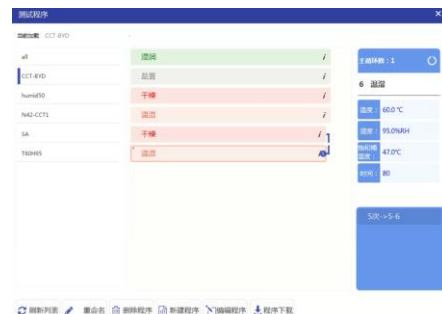 测试程序
当前加载 CCT-BYD
all
CCT-BYD
humid50
N42-CCT1
SA
T60H95
湿润
盐雾
干燥
湿润
干燥
湿润
主循环数：1
6 温湿
温度： 60.0 ℃
湿度： 95.0%RH
饱和桶温度： 47.0℃
时间： 80
5次->5-6
刷新列表 重命名 删除程序 新建程序 编辑程序 程序下载